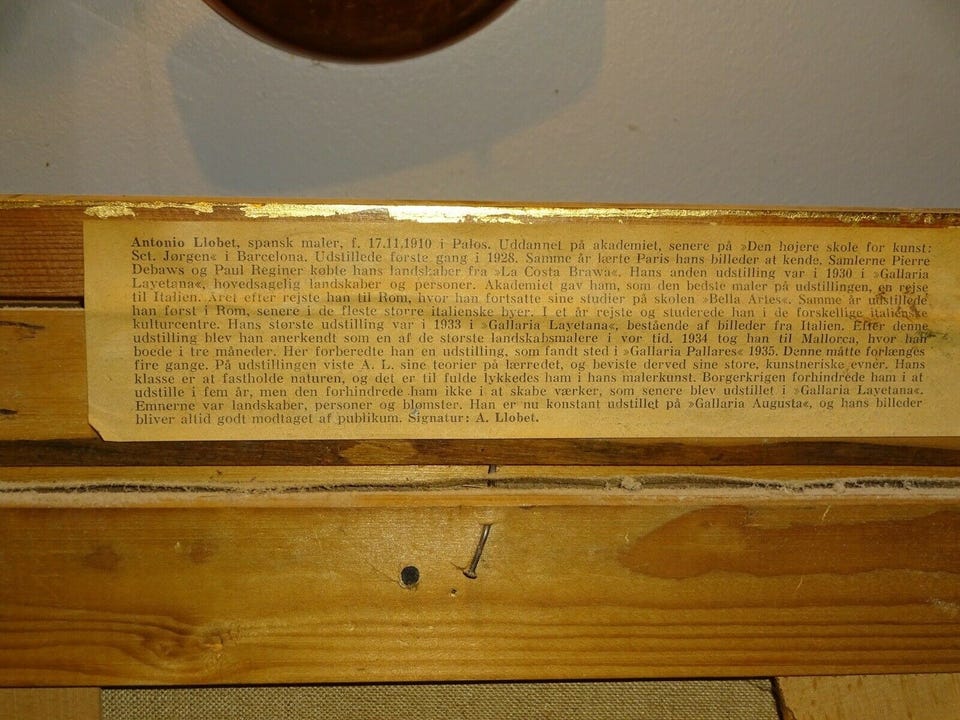 Antonio Llobet, spansk maler, f. 17.11.1910 i Palos. Uddannet på akademiet, senere på »Den højere skole for kunst:
Sct. Jørgen« i Barcelona. Udstillede første gang i 1928. Samme år lærte Paris hans billeder at kende. Samlerne Pierre
Debaws og Paul Reginer købte hans landskaber fra »La Costa Brawa«. Hans anden udstilling var i 1930 i »Gallaria
Layetana«, hovedsagelig landskaber og personer. Akademiet gav ham, som den bedste maler på udstillingen, en rejse
til Italien. Året efter rejste han til Rom, hvor han fortsatte sine studier på skolen »Bella Artes«. Samme år udstillede
han først i Rom, senere i de fleste større italienske byer. I et år rejste og studerede han i de forskellige italienske
kulturcentre. Hans største udstilling var i 1933 i »Gallaria Layetana«, bestående af billeder fra Italien. Efter denne
udstilling blev han anerkendt som en af de største landskabsmalere i vor tid. 1934 tog han til Mallorca, hvor han
boede i tre måneder. Her forberedte han en udstilling, som fandt sted i »Gallaria Pallares« 1935. Denne måtte forlænges
fire gange. På udstillingen viste A. L. sine teorier på lærredet, og beviste derved sine store, kunstneriske evner. Hans
klasse er at fastholde naturen, og det er til fulde lykkedes ham i hans malerkunst. Borgerkrigen forhindrede ham i at
udstille i fem år, men den forhindrede ham ikke i at skabe værker, som senere blev udstillet i »Gallaria Layetana«.
Emnerne var landskaber, personer og blomster. Han er nu konstant udstillet på »Gallaria Augusta«, og hans billeder
bliver altid godt modtaget af publikum. Signatur: A. Llobet.